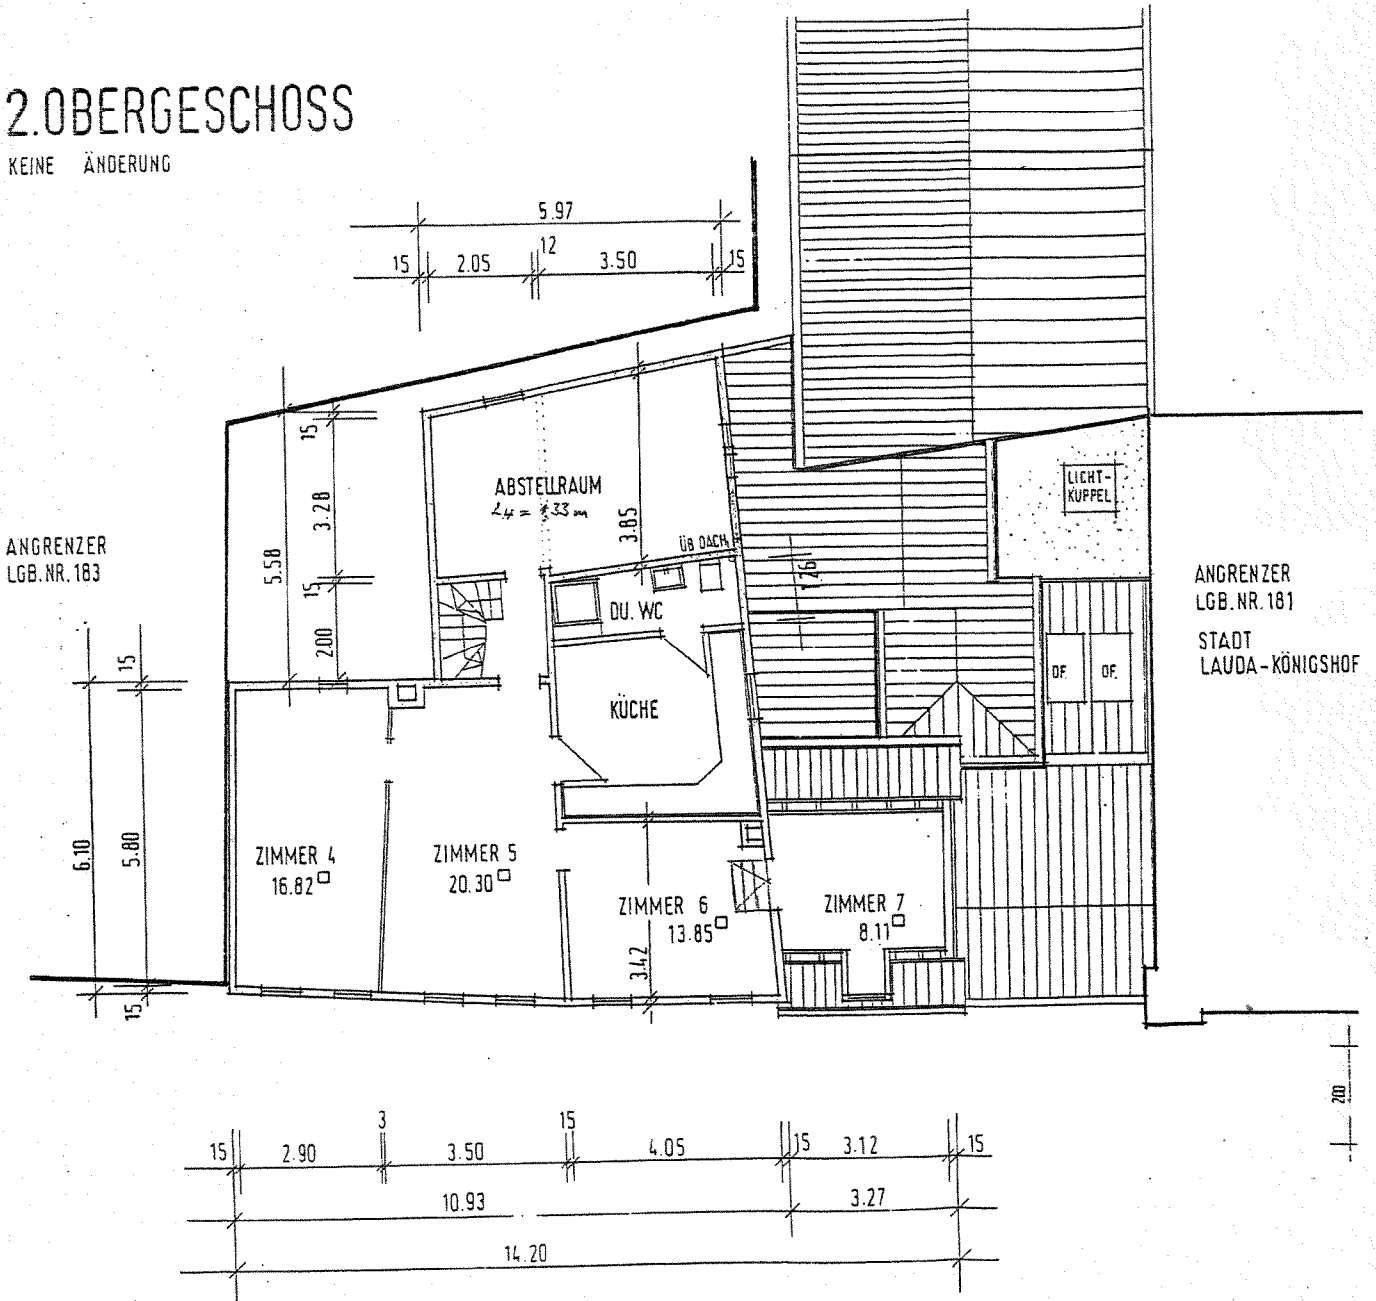 2.OBERGESCHOSS
KEINE ÄNDERUNG
5.97
15 2.05 12 3.50 15
15
3.28
5.58
15
2.00
ABSTELLRAUM
3.85
ÜB DACH
1.26
LICHT-
KUPPEL
ANGRENZER
LGB.NR.183
ANGRENZER
LGB.NR.181
STADT
LAUDA-KÖNIGSHOF
DU. WC
KÜCHE
DF. DF.
15
6.10
5.80
15
ZIMMER 4
16.82
ZIMMER 5
20.30
ZIMMER 6
13.85
3.42
ZIMMER 7
8.11
200
15 2.90 3 3.50 15 4.05 15 3.12 15
10.93 3.27
14.20